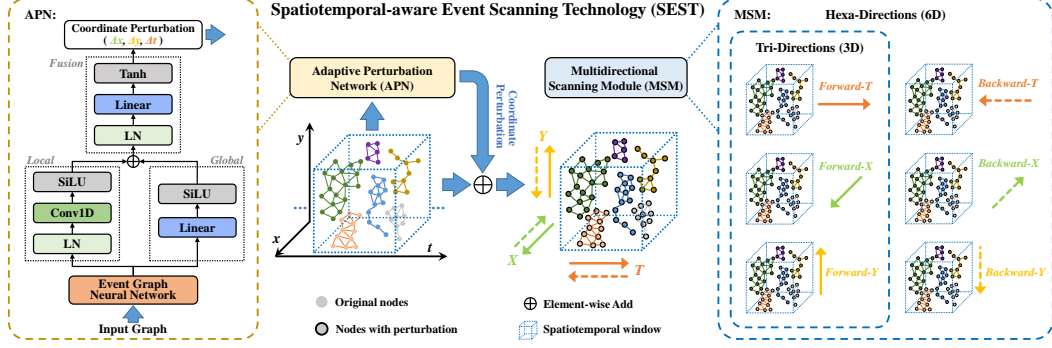 Spatiotemporal-aware Event Scanning Technology (SEST)
APN:
Coordinate Perturbation
( Δx, Δy, Δt )
Fusion
Tanh
Linear
LN
Local
Global
SiLU
Conv1D
LN
SiLU
Linear
Event Graph
Neural Network
Input Graph
Adaptive Perturbation
Network (APN)
Coordinate
Perturbation
Multidirectional
Scanning Module (MSM)
y
x
t
Y
X
T
Original nodes
Nodes with perturbation
Element-wise Add
Spatiotemporal window
MSM:
Hexa-Directions (6D)
Tri-Directions (3D)
Forward-T
Backward-T
Forward-X
Backward-X
Forward-Y
Backward-Y